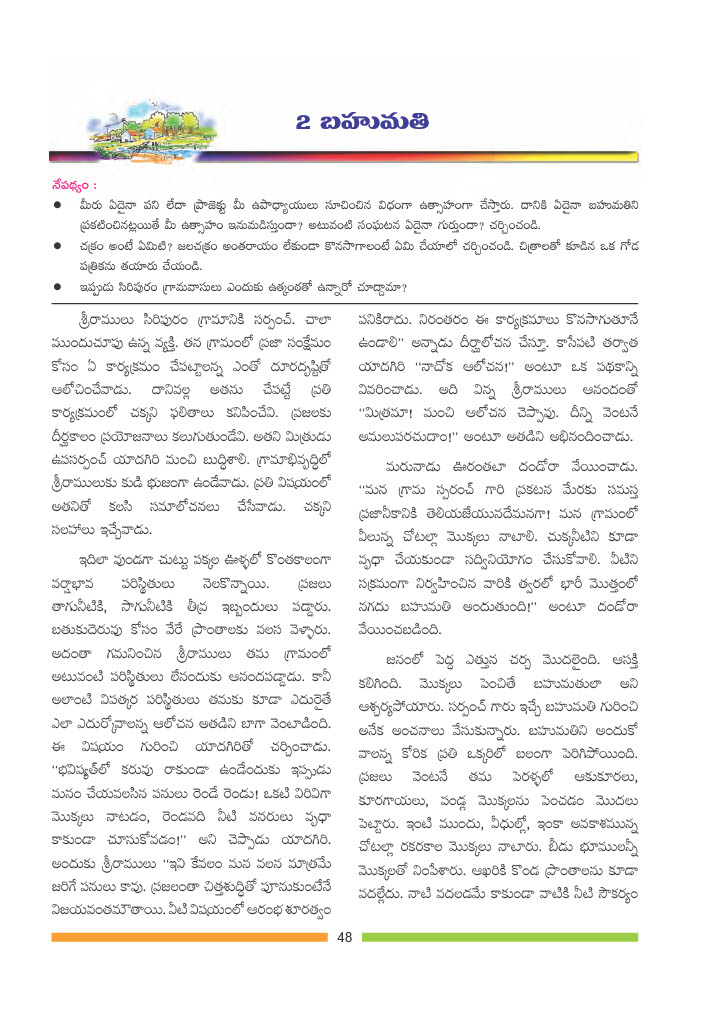 2 బహుమతి
నేపథ్యం :
● మీరు ఏదైనా పని లేదా ప్రాజెక్టు మీ ఉపాధ్యాయులు సూచించిన విధంగా ఉత్సాహంగా చేస్తారు. దానికి ఏదైనా బహుమతిని
ప్రకటించినట్లయితే మీ ఉత్సాహం ఇనుమడిస్తుందా? అటువంటి సంఘటన ఏదైనా గుర్తుందా? చర్చించండి.
● చక్రం అంటే ఏమిటి? జలచక్రం అంతరాయం లేకుండా కొనసాగాలంటే ఏమి చేయాలో చర్చించండి. చిత్రాలతో కూడిన ఒక గోడ
పత్రికను తయారు చేయండి.
● ఇప్పుడు సిరిపురం గ్రామవాసులు ఎందుకు ఉత్కంఠతో ఉన్నారో చూద్దామా?
శ్రీరాములు సిరిపురం గ్రామానికి సర్పంచ్. చాలా
ముందుచూపు ఉన్న వ్యక్తి. తన గ్రామంలో ప్రజా సంక్షేమం
కోసం ఏ కార్యక్రమం చేపట్టాలన్న ఎంతో దూరదృష్టితో
ఆలోచించేవాడు. దానివల్ల అతను చేపట్టే ప్రతి
కార్యక్రమంలో చక్కని ఫలితాలు కనిపించేవి. ప్రజలకు
దీర్ఘకాలం ప్రయోజనాలు కలుగుతుండేవి. అతని మిత్రుడు
ఉపసర్పంచ్ యాదగిరి మంచి బుద్ధిశాలి. గ్రామాభివృద్ధిలో
శ్రీరాములుకు కుడి భుజంగా ఉండేవాడు. ప్రతి విషయంలో
అతనితో కలసి సమాలోచనలు చేసేవాడు. చక్కని
సలహాలు ఇచ్చేవాడు.
ఇదిలా వుండగా చుట్టు పక్కల ఊళ్ళలో కొంతకాలంగా
వర్షాభావ పరిస్థితులు నెలకొన్నాయి. ప్రజలు
తాగునీటికి, సాగునీటికి తీవ్ర ఇబ్బందులు పడ్డారు.
బతుకుదెరువు కోసం వేరే ప్రాంతాలకు వలస వెళ్ళారు.
అదంతా గమనించిన శ్రీరాములు తమ గ్రామంలో
అటువంటి పరిస్థితులు లేనందుకు ఆనందపడ్డాడు. కానీ
అలాంటి విపత్కర పరిస్థితులు తమకు కూడా ఎదురైతే
ఎలా ఎదుర్కోవాలన్న ఆలోచన అతడిని బాగా వెంటాడింది.
ఈ విషయం గురించి యాదగిరితో చర్చించాడు.
“భవిష్యత్‌లో కరువు రాకుండా ఉండేందుకు ఇప్పుడు
మనం చేయవలసిన పనులు రెండే రెండు! ఒకటి విరివిగా
మొక్కలు నాటడం, రెండవది నీటి వనరులు వృధా
కాకుండా చూసుకోవడం!” అని చెప్పాడు యాదగిరి.
అందుకు శ్రీరాములు “ఇవి కేవలం మన వలన మాత్రమే
జరిగే పనులు కావు. ప్రజలంతా చిత్తశుద్ధితో పూనుకుంటేనే
విజయవంతమౌతాయి. వీటి విషయంలో ఆరంభ శూరత్వం
పనికిరాదు. నిరంతరం ఈ కార్యక్రమాలు కొనసాగుతూనే
ఉండాలి” అన్నాడు దీర్ఘాలోచన చేస్తూ. కాసేపటి తర్వాత
యాదగిరి “నాదోక ఆలోచన!” అంటూ ఒక పథకాన్ని
వివరించాడు. అది విన్న శ్రీరాములు ఆనందంతో
“మిత్రమా! మంచి ఆలోచన చెప్పావు. దీన్ని వెంటనే
అమలుపరచుదాం!” అంటూ అతడిని అభినందించాడు.
మరునాడు ఊరంతటా దండోరా వేయించాడు.
“మన గ్రామ స్పరంచ్ గారి ప్రకటన మేరకు సమస్త
ప్రజానీకానికి తెలియజేయునదేమనగా! మన గ్రామంలో
వీలున్న చోటల్లా మొక్కలు నాటాలి. చుక్కనీటిని కూడా
వృధా చేయకుండా సద్వినియోగం చేసుకోవాలి. వీటిని
సక్రమంగా నిర్వహించిన వారికి త్వరలో భారీ మొత్తంలో
నగదు బహుమతి అందుతుంది!” అంటూ దండోరా
వేయించబడింది.
జనంలో పెద్ద ఎత్తున చర్చ మొదలైంది. ఆసక్తి
కలిగింది. మొక్కలు పెంచితే బహుమతులా అని
ఆశ్చర్యపోయారు. సర్పంచ్ గారు ఇచ్చే బహుమతి గురించి
అనేక అంచనాలు వేసుకున్నారు. బహుమతిని అందుకో
వాలన్న కోరిక ప్రతి ఒక్కరిలో బలంగా పెరిగిపోయింది.
ప్రజలు వెంటనే తమ పెరళ్ళలో ఆకుకూరలు,
కూరగాయలు, పండ్ల మొక్కలను పెంచడం మొదలు
పెట్టారు. ఇంటి ముందు, వీధుల్లో, ఇంకా అవకాశమున్న
చోటల్లా రకరకాల మొక్కలు నాటారు. బీడు భూములన్నీ
మొక్కలతో నింపేశారు. ఆఖరికి కొండ ప్రాంతాలను కూడా
వదల్లేదు. నాటి వదలడమే కాకుండా వాటికి నీటి సౌకర్యం
48